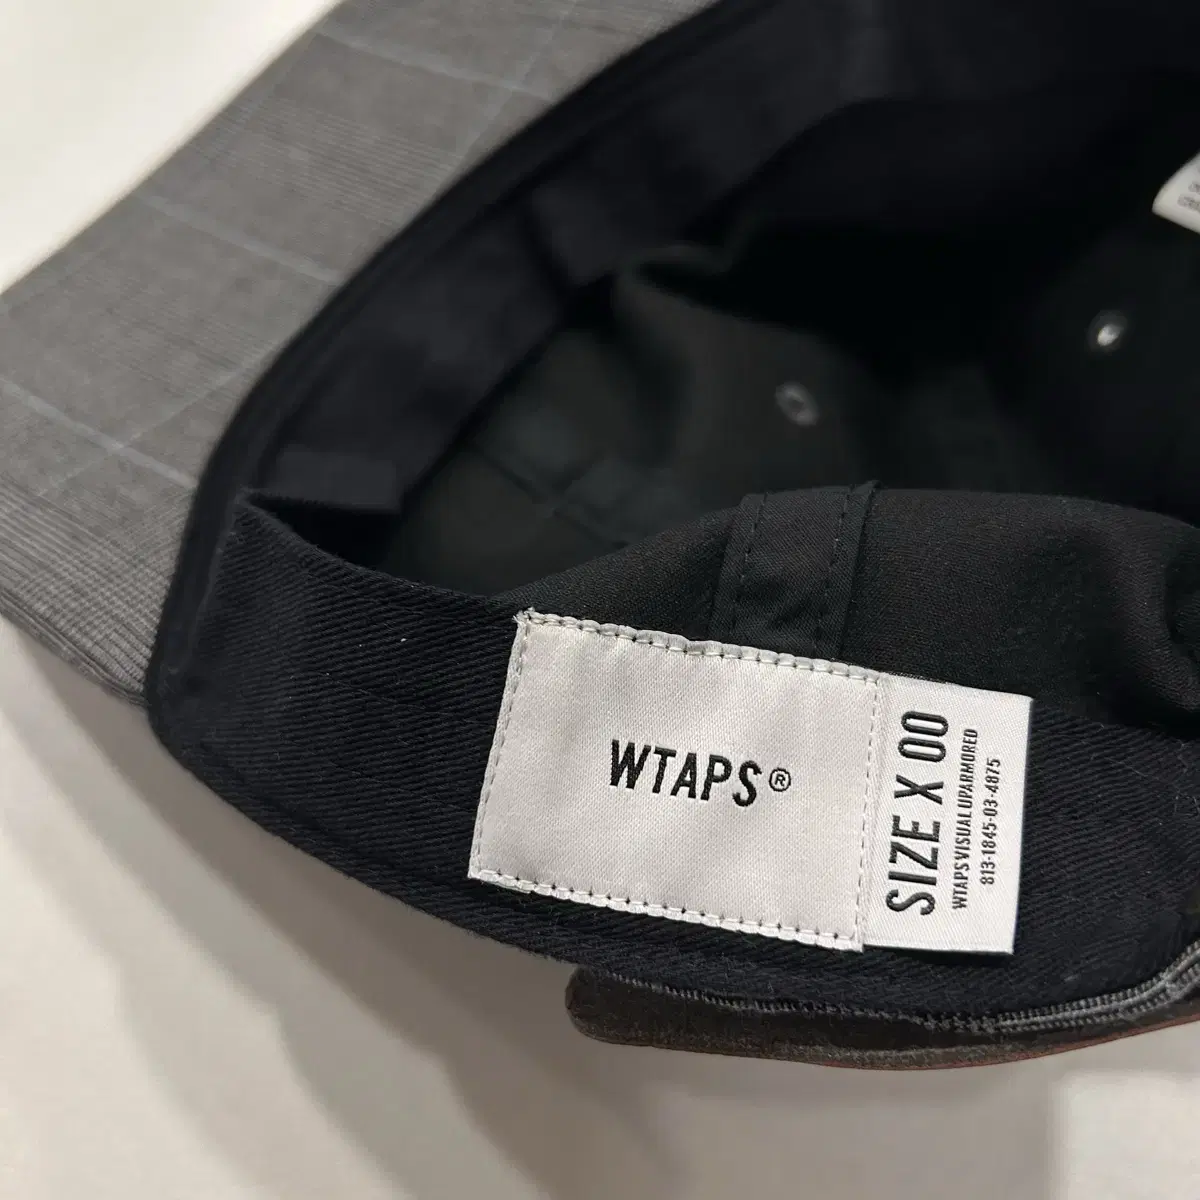 WTAPS®
SIZE X 00
WTAPS VISUAL UPARMORED
813-1845-03-4875